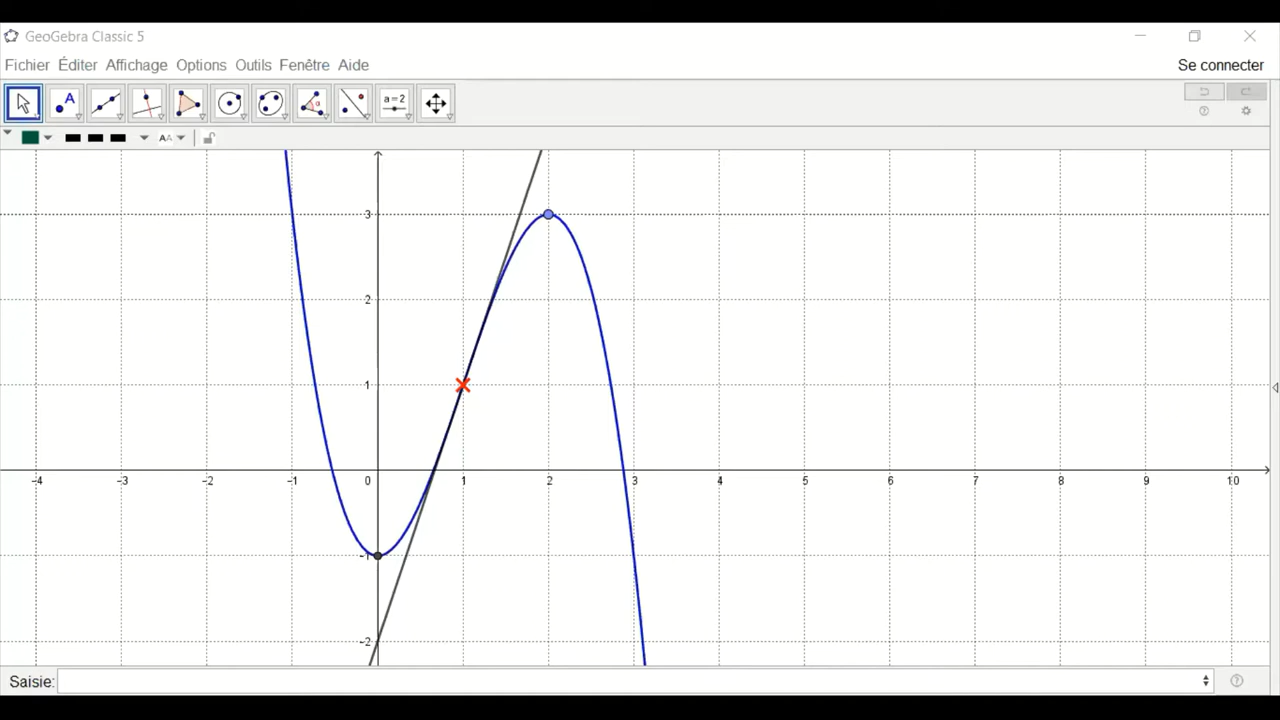 GeoGebra Classic 5
Fichier Éditer Affichage Options Outils Fenêtre Aide
Se connecter
A
α
a=2
AA
3
2
1
-4 -3 -2 -1 0 1 2 3 4 5 6 7 8 9 10
-1
-2
Saisie: